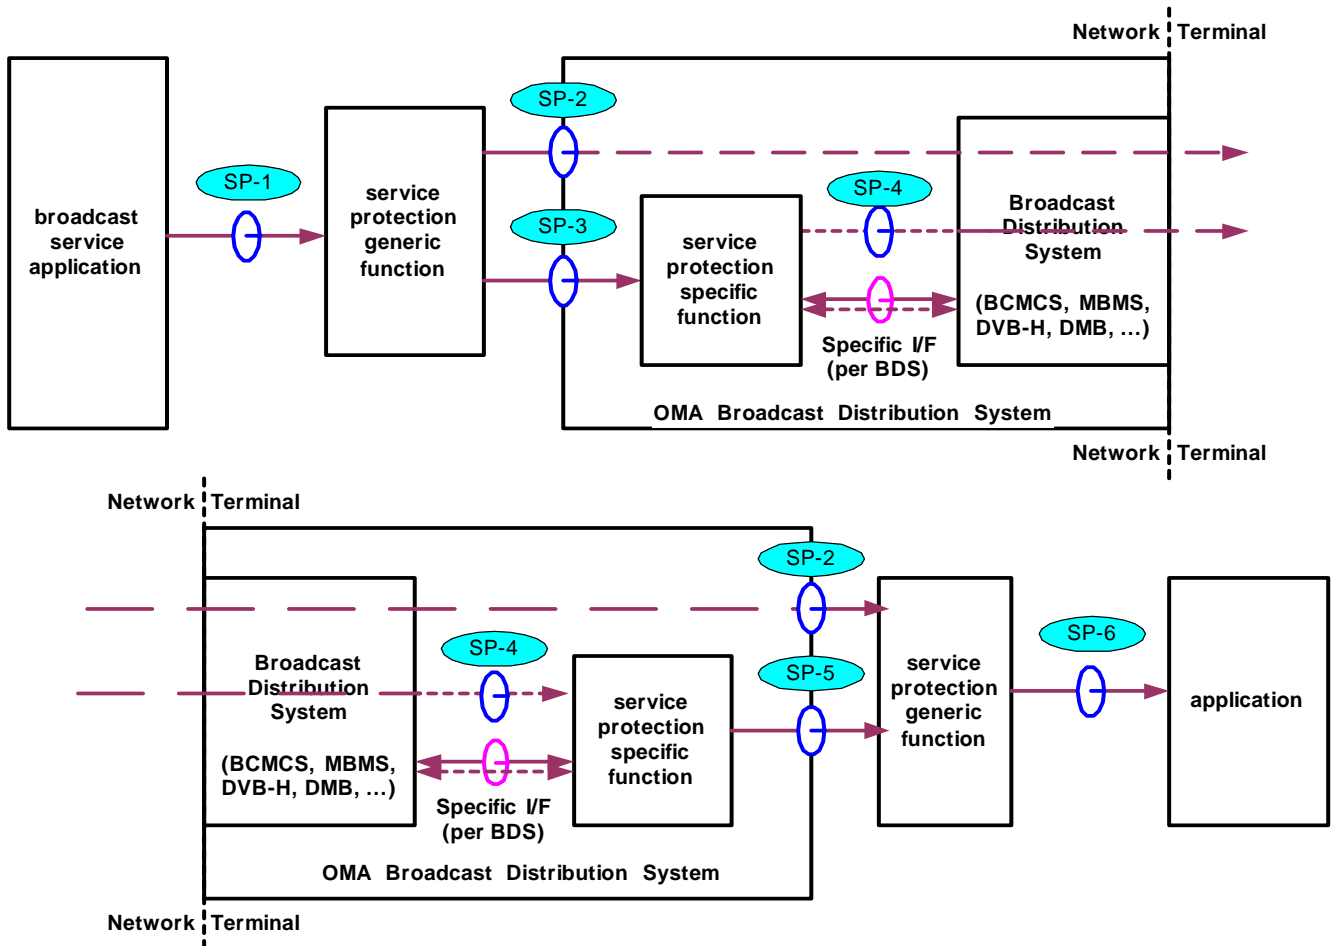 Network Terminal
SP-2
SP-1
SP-4
SP-3
broadcast
service
application
service
protection
generic
function
service
protection
specific
function
Broadcast
Distribution
System
(BCMCS, MBMS,
DVB-H, DMB, ...)
Specific I/F
(per BDS)
OMA Broadcast Distribution System
Network Terminal
Network Terminal
SP-2
SP-4
SP-5
SP-6
Broadcast
Distribution
System
(BCMCS, MBMS,
DVB-H, DMB, ...)
Specific I/F
(per BDS)
service
protection
specific
function
service
protection
generic
function
application
OMA Broadcast Distribution System
Network Terminal